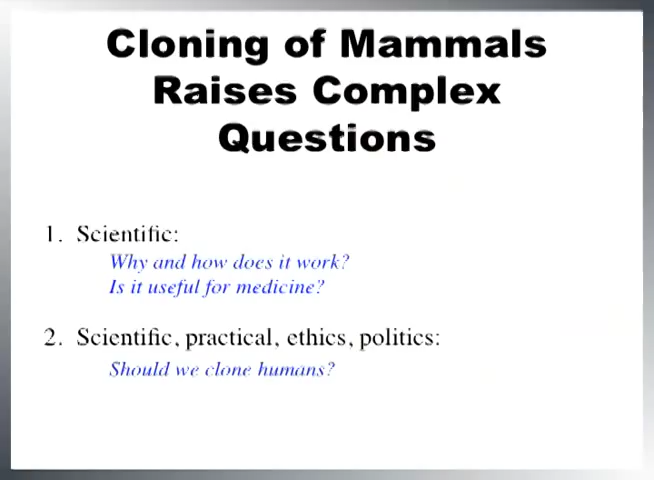 Cloning of Mammals
Raises Complex
Questions
1. Scientific:
Why and how does it work?
Is it useful for medicine?
2. Scientific, practical, ethics, politics:
Should we clone humans?